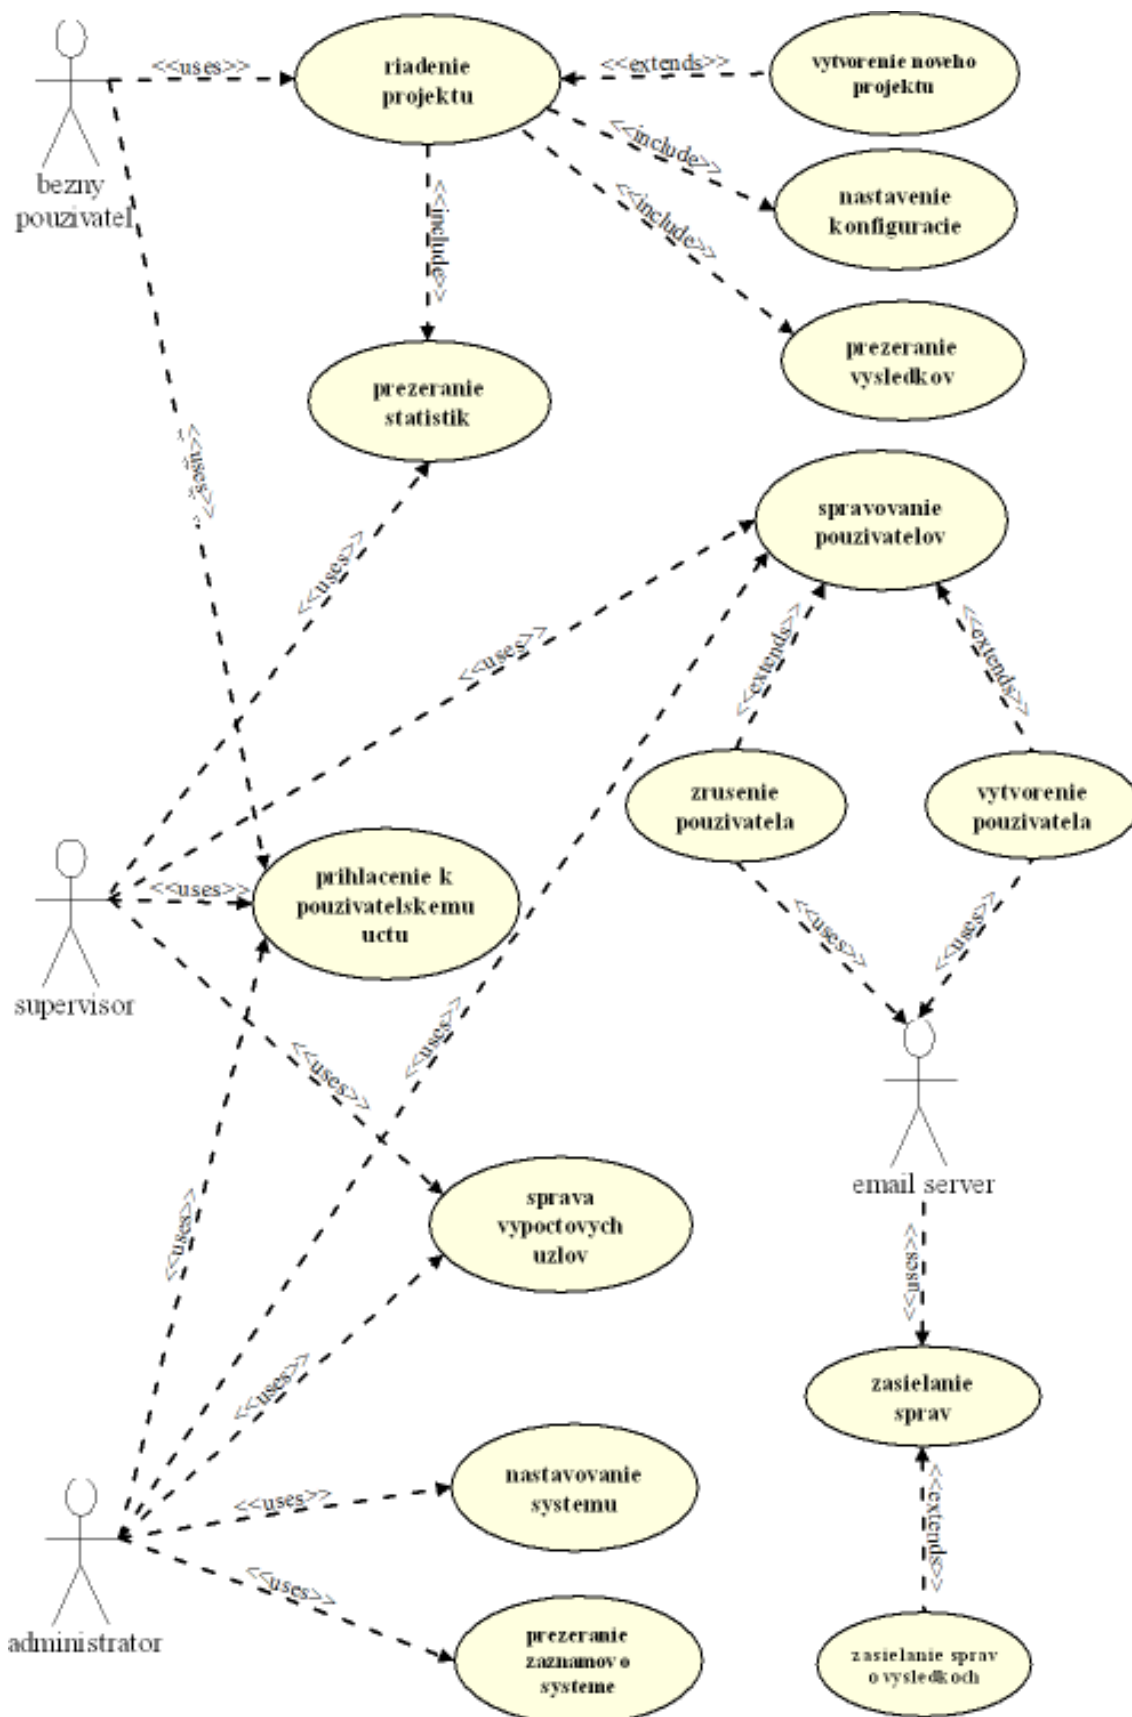 <<uses>>
riadenie
projektu
<<extends>>
vytvorenie noveho
projektu
bezny
pouzivatel
<<include>>
<<include>>
<<include>>
nastavenie
konfiguracie
prezeranie
vysledkov
prezeranie
statistik
<<uses>>
<<uses>>
<<uses>>
spravovanie
pouzivatelov
<<extends>>
<<extends>>
zrusenie
pouzivatela
vytvorenie
pouzivatela
supervisor
<<uses>>
prihlacenie k
pouzivatelskemu
uctu
<<uses>>
<<uses>>
<<uses>>
<<uses>>
email server
<<uses>>
sprava
vypoctovych
uzlov
<<uses>>
<<uses>>
<<uses>>
zasielanie
sprav
<<extends>>
administrator
<<uses>>
nastavovanie
systemu
<<uses>>
prezeranie
zaznamov o
systeme
zasielanie sprav
o vysledkoch